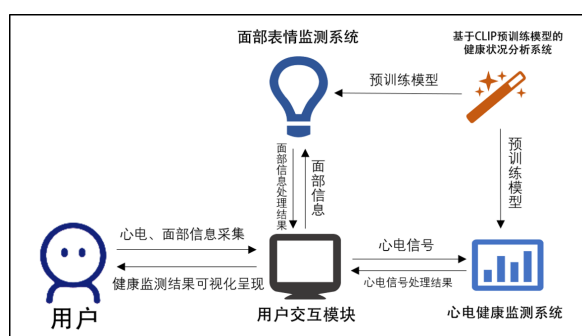 面部表情监测系统
基于CLIP预训练模型的
健康状况分析系统
预训练模型
预训练模型
面部信息处理结果
面部信息
心电、面部信息采集
健康监测结果可视化呈现
心电信号
心电信号处理结果
用户
用户交互模块
心电健康监测系统